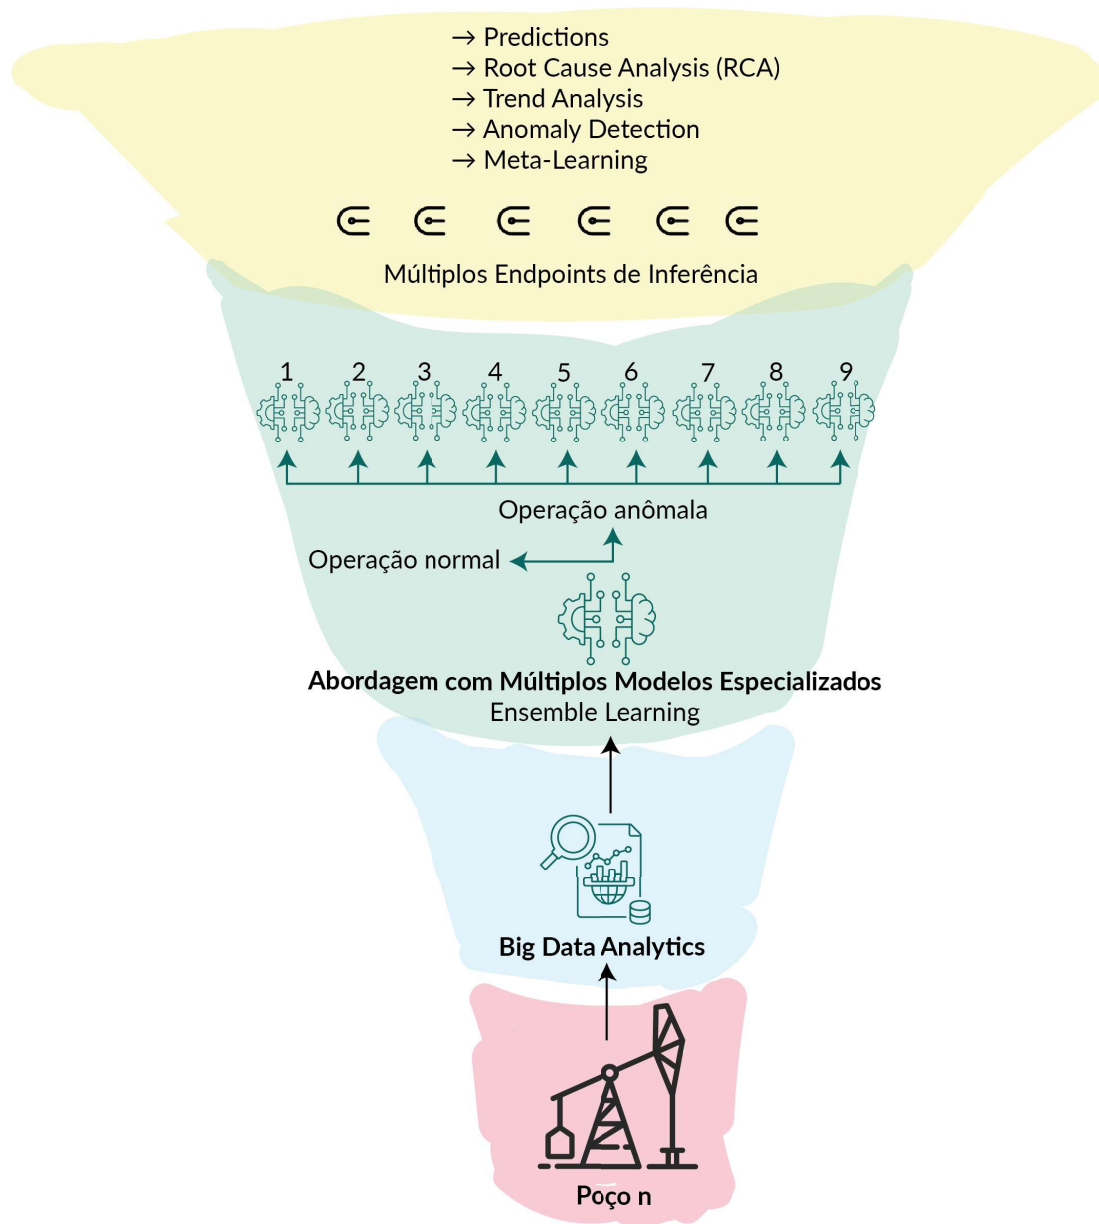 → Predictions
→ Root Cause Analysis (RCA)
→ Trend Analysis
→ Anomaly Detection
→ Meta-Learning
Múltiplos Endpoints de Inferência
1 2 3 4 5 6 7 8 9
Operação anômala
Operação normal
Abordagem com Múltiplos Modelos Especializados
Ensemble Learning
Big Data Analytics
Poço n